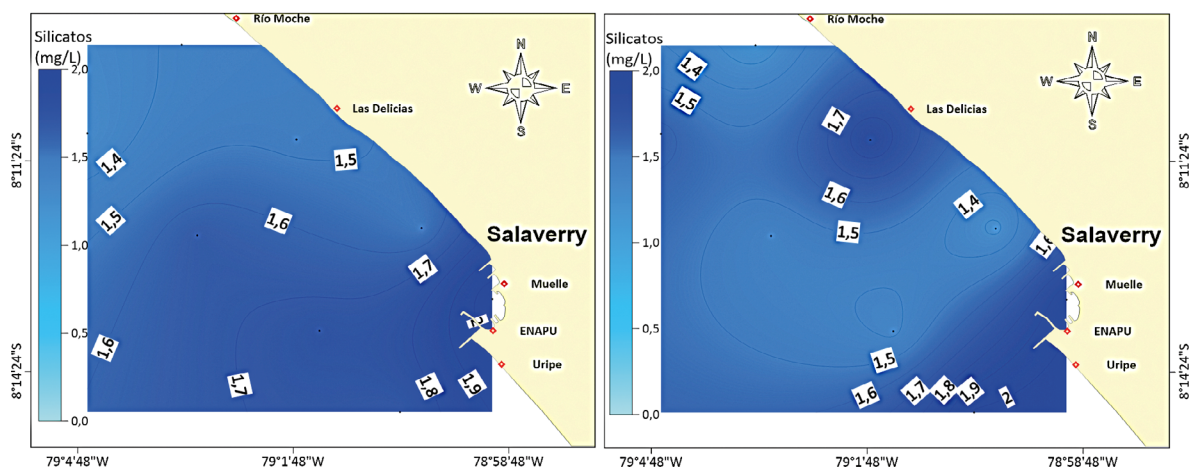 Río Moche
Silicatos
(mg/L)
2,0
1,5
1,0
0,5
0,0
N
W
E
S
Las Delicias
1,4
1,5
1,5
1,6
1,7
1,6
1,7
1,8
1,9
Salaverry
Muelle
ENAPU
Uripe
8°11'24"S
8°14'24"S
79°4'48"W
79°1'48"W
78°58'48"W
Río Moche
Silicatos
(mg/L)
2,0
1,5
1,0
0,5
0,0
N
W
E
S
Las Delicias
1,4
1,5
1,7
1,6
1,5
1,4
1,5
1,6
1,7
1,8
1,9
2
Salaverry
Muelle
ENAPU
Uripe
8°11'24"S
8°14'24"S
79°4'48"W
79°1'48"W
78°58'48"W